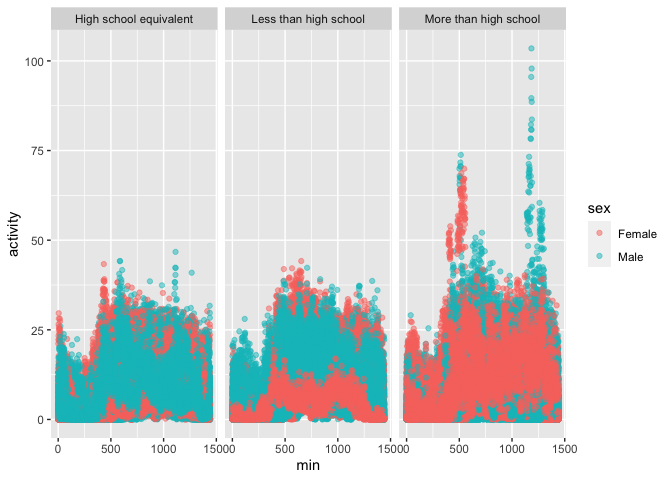 High school equivalent
Less than high school
More than high school
100
75
50
25
0
activity
0 500 1000 1500
0 500 1000 1500
0 500 1000 1500
min
sex
Female
Male